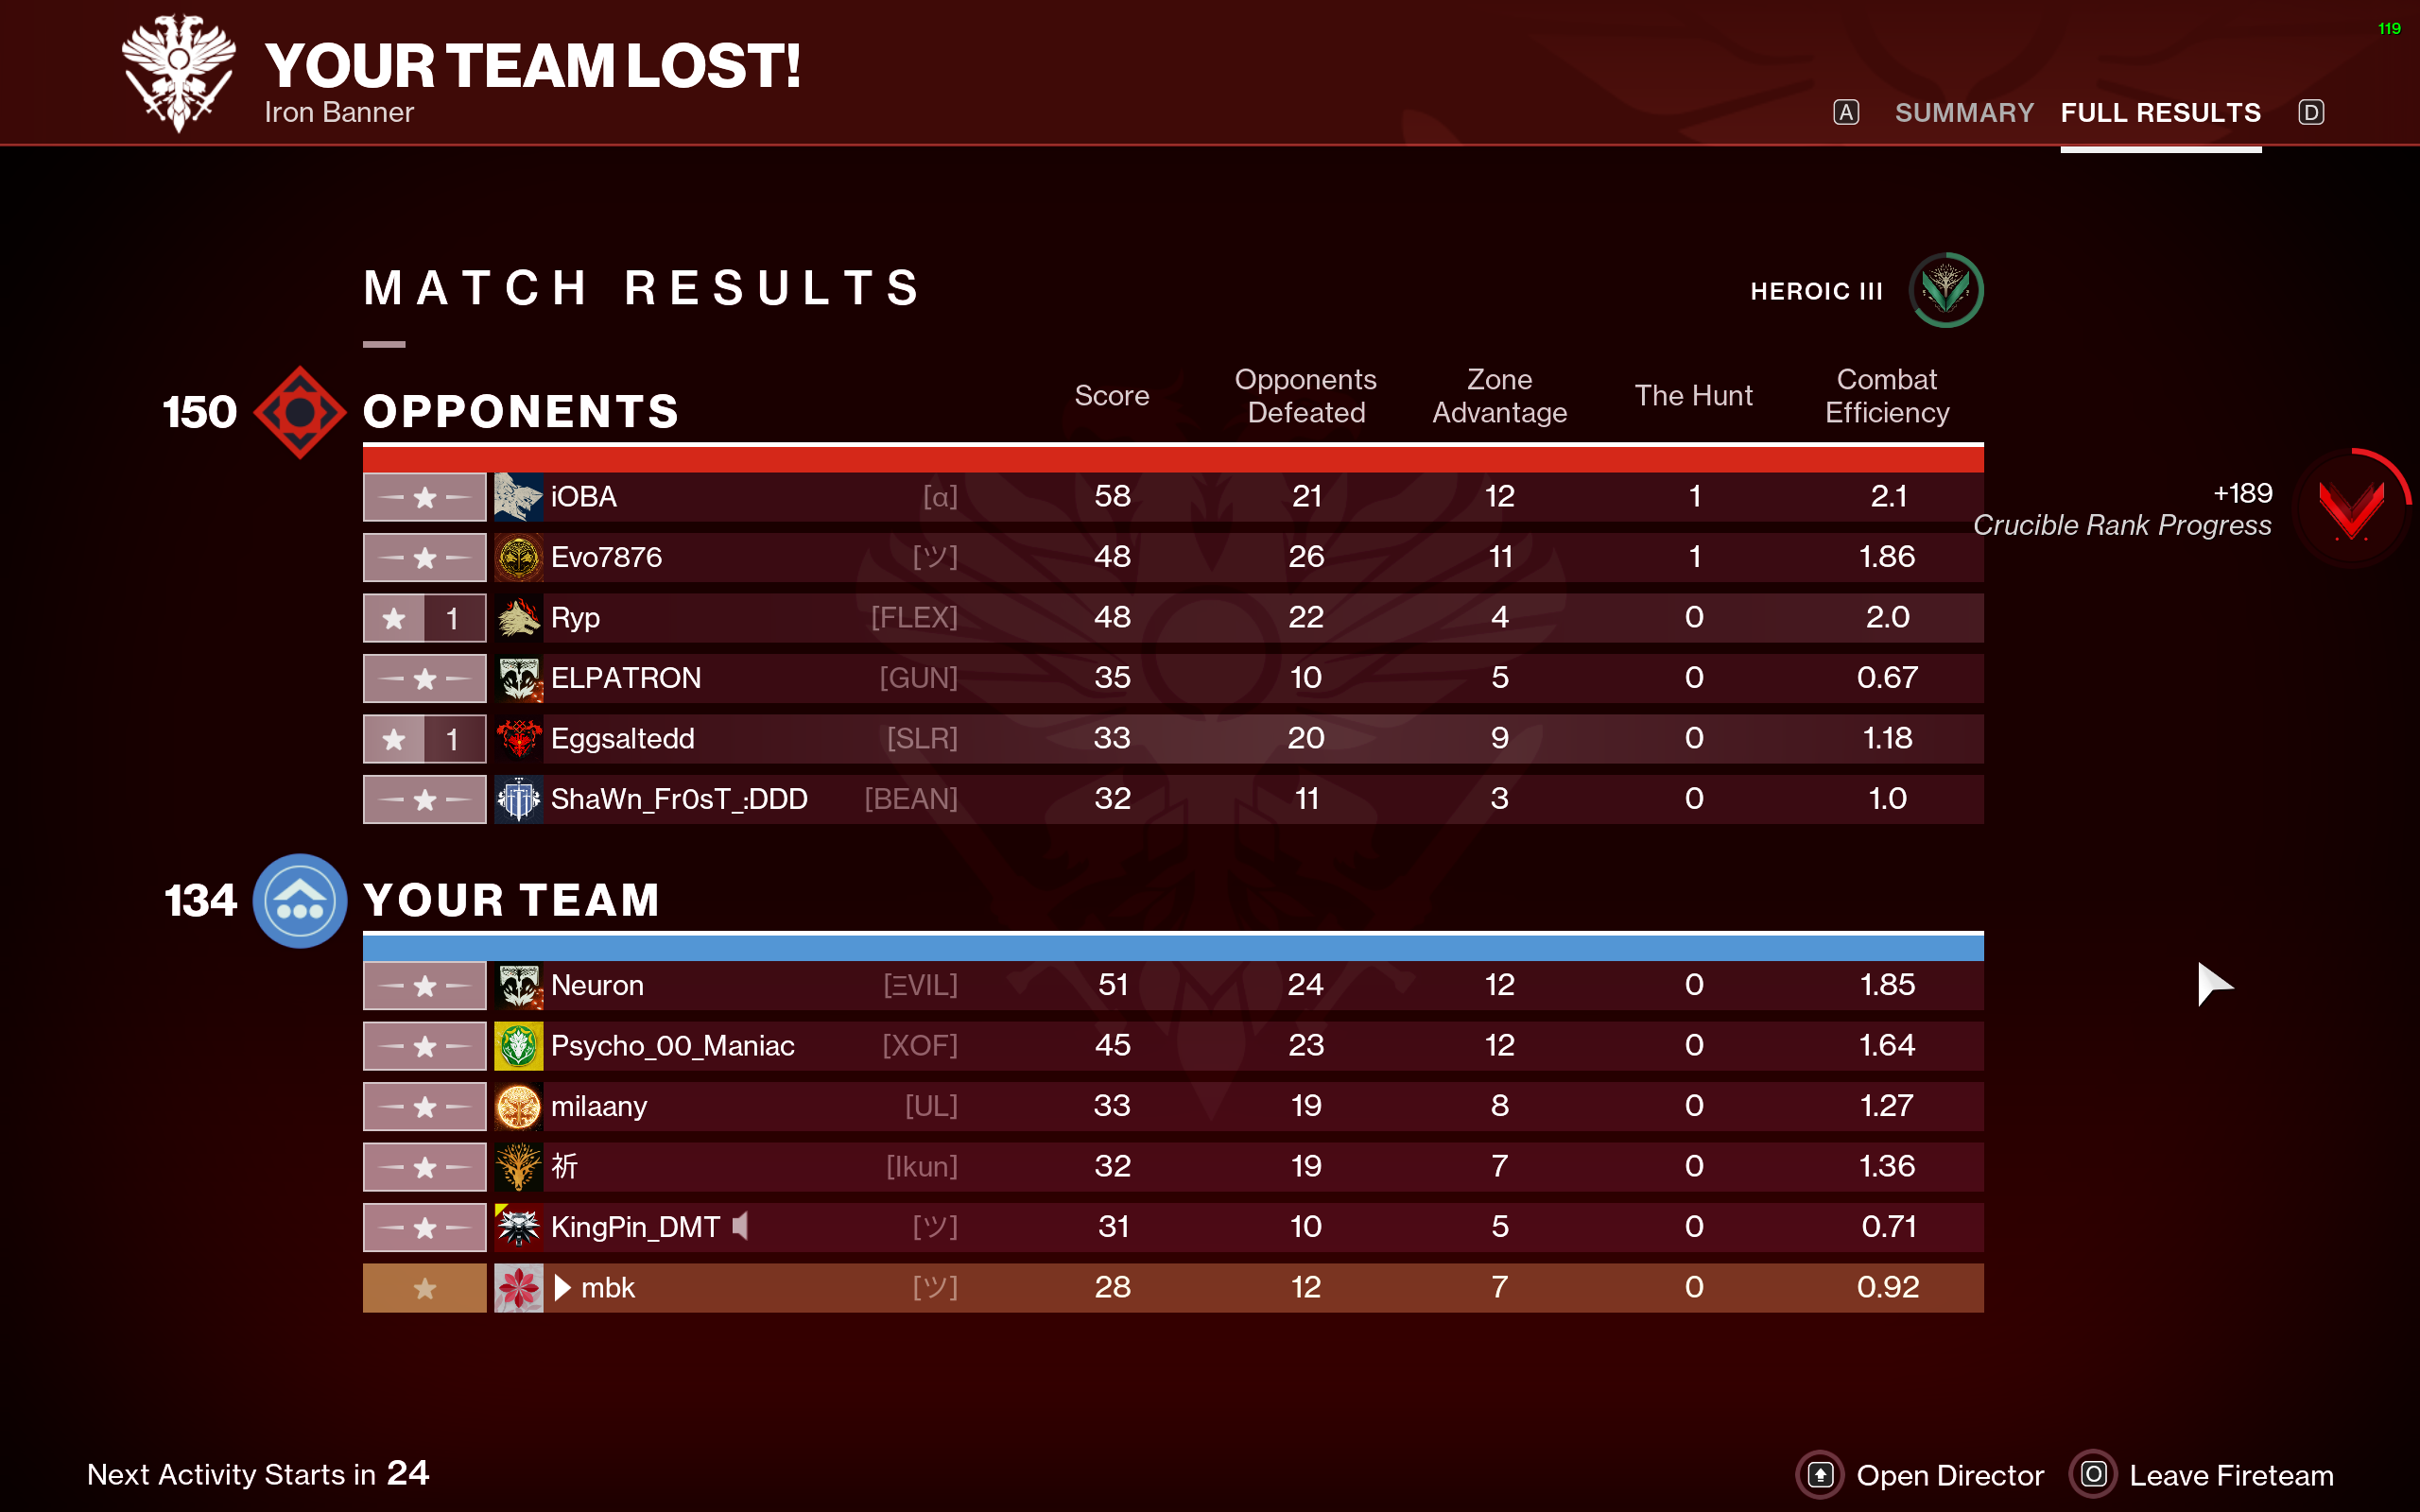 119
YOUR TEAM LOST!
Iron Banner
A SUMMARY FULL RESULTS D
MATCH RESULTS
HEROIC III
150 OPPONENTS Score Opponents Defeated Zone Advantage The Hunt Combat Efficiency
iOBA [α] 58 21 12 1 2.1
+189
Crucible Rank Progress
Evo7876 [ツ] 48 26 11 1 1.86
1 Ryp [FLEX] 48 22 4 0 2.0
ELPATRON [GUN] 35 10 5 0 0.67
1 Eggsaltedd [SLR] 33 20 9 0 1.18
ShaWn_Fr0sT_:DDD [BEAN] 32 11 3 0 1.0
134 YOUR TEAM
Neuron [ΞVIL] 51 24 12 0 1.85
Psycho_00_Maniac [XOF] 45 23 12 0 1.64
milaany [UL] 33 19 8 0 1.27
祈 [Ikun] 32 19 7 0 1.36
KingPin_DMT [ツ] 31 10 5 0 0.71
mbk [ツ] 28 12 7 0 0.92
Next Activity Starts in 24
Open Director O Leave Fireteam